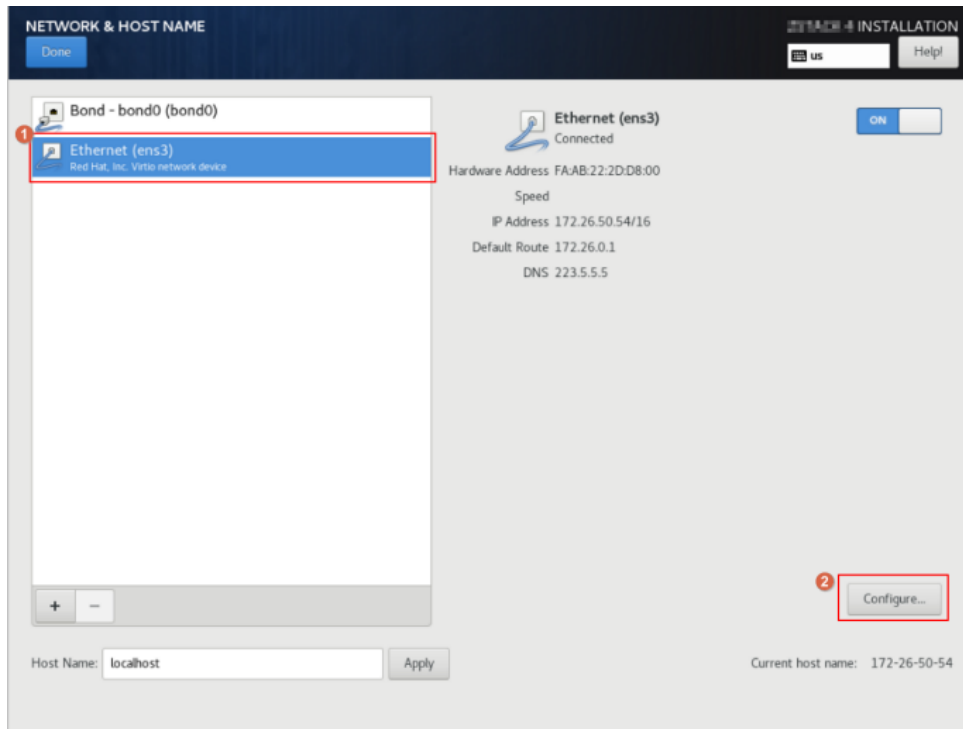 NETWORK & HOST NAME
INSTALLATION
Done
us
Help!
Bond - bond0 (bond0)
1
Ethernet (ens3)
Red Hat, Inc. Virtio network device
Ethernet (ens3)
Connected
ON
Hardware Address FA:AB:22:2D:D8:00
Speed
IP Address 172.26.50.54/16
Default Route 172.26.0.1
DNS 223.5.5.5
2
Configure...
+ −
Host Name: localhost Apply
Current host name: 172-26-50-54